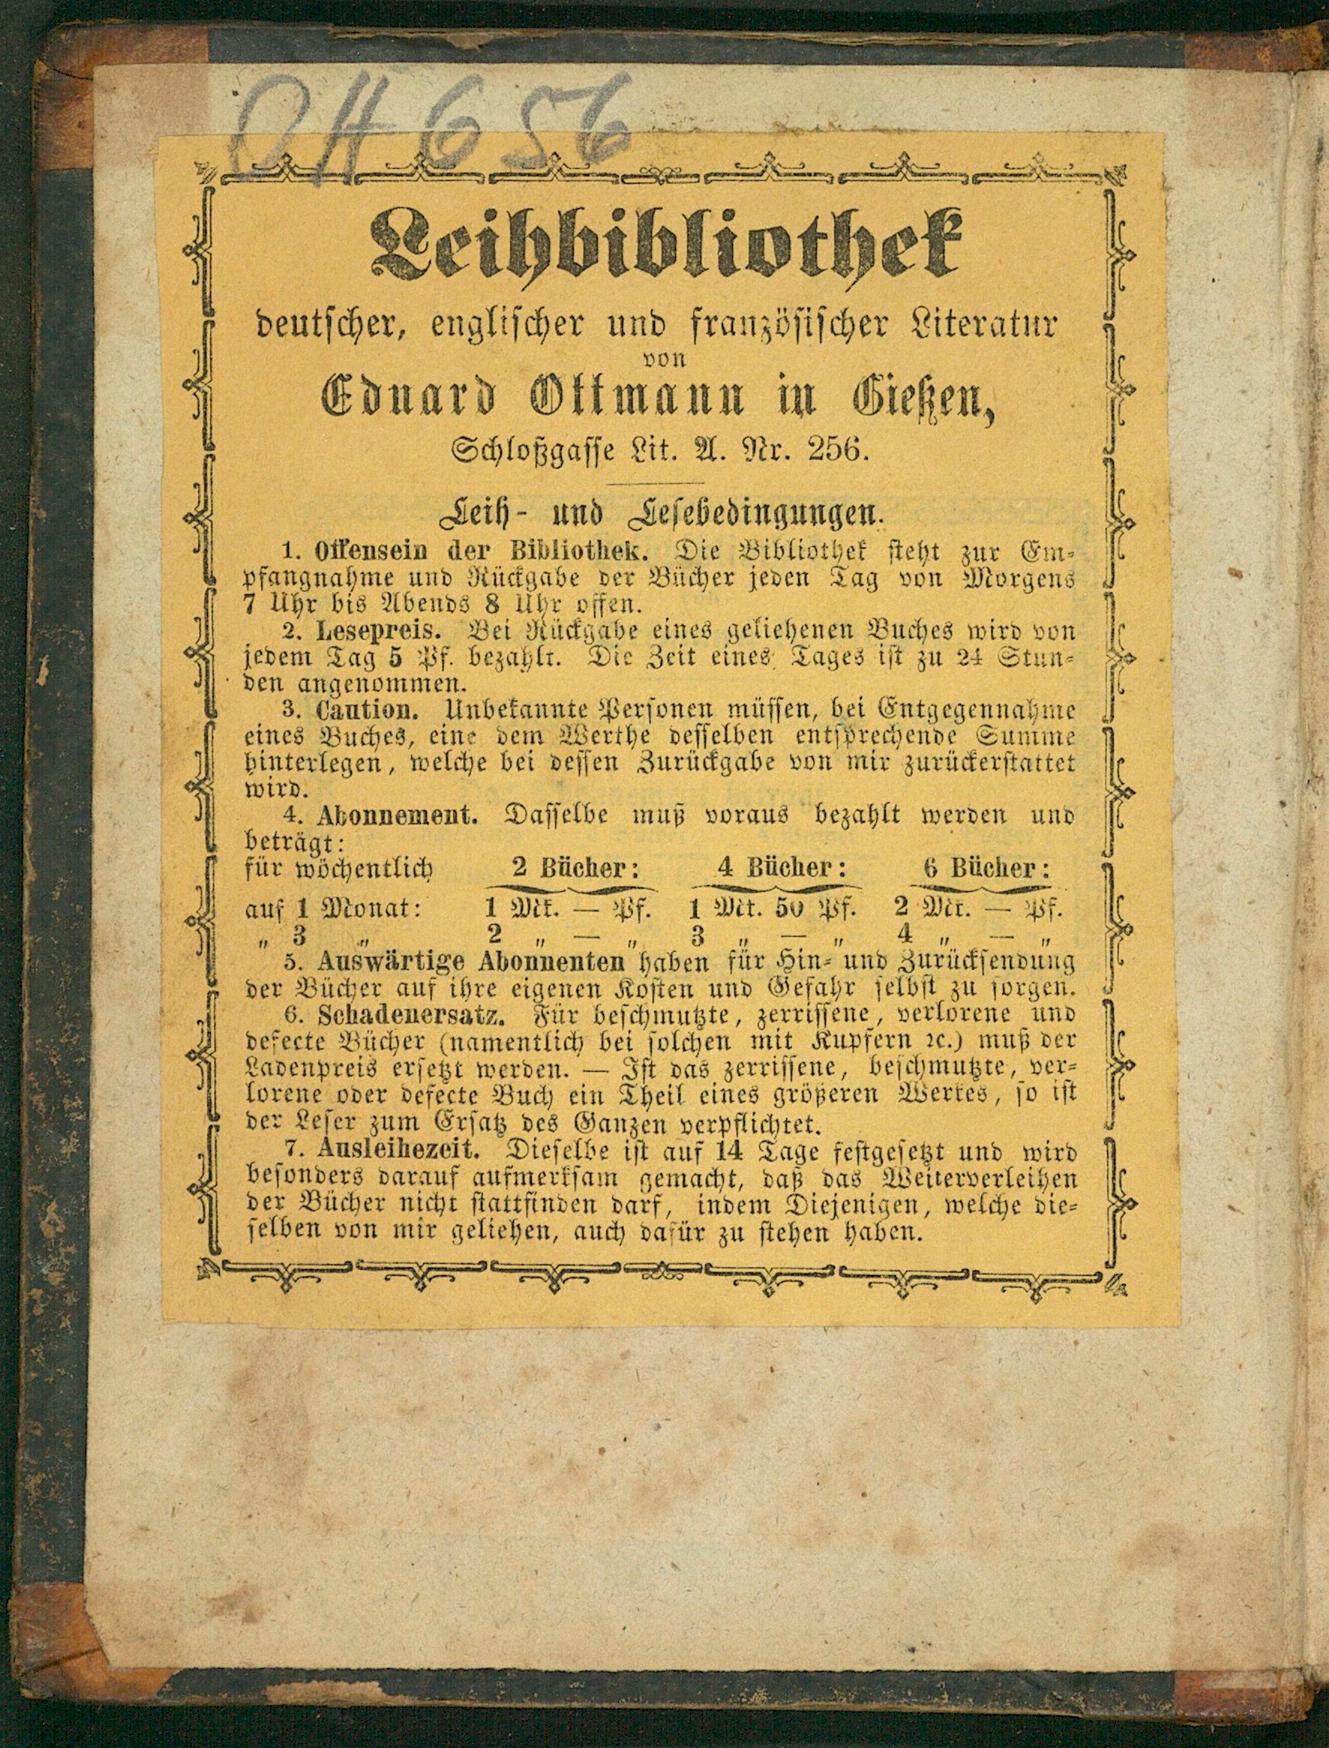 OH 656
Leihbibliothek
deutscher, englischer und französischer Literatur
von
Eduard Ottmann in Gießen,
Schloßgasse Lit. A. Nr. 256.
Leih- und Lesebedingungen.
1. Offensein der Bibliothek. Die Bibliothek steht zur Em-
pfangnahme und Rückgabe der Bücher jeden Tag von Morgens
7 Uhr bis Abends 8 Uhr offen.
2. Lesepreis. Bei Rückgabe eines geliehenen Buches wird von
jedem Tag 5 Pf. bezahlt. Die Zeit eines Tages ist zu 24 Stun-
den angenommen.
3. Caution. Unbekannte Personen müssen, bei Entgegennahme
eines Buches, eine dem Werthe desselben entsprechende Summe
hinterlegen, welche bei dessen Zurückgabe von mir zurückerstattet
wird.
4. Abonnement. Dasselbe muß voraus bezahlt werden und
beträgt:
für wöchentlich 2 Bücher: 4 Bücher: 6 Bücher:
auf 1 Monat: 1 Mk. — Pf. 1 Mk. 50 Pf. 2 Mk. — Pf.
„ 3 „ 2 „ — „ 3 „ — „ 4 „ — „
5. Auswärtige Abonnenten haben für Hin- und Zurücksendung
der Bücher auf ihre eigenen Kosten und Gefahr selbst zu sorgen.
6. Schadenersatz. Für beschmutzte, zerrissene, verlorene und
defecte Bücher (namentlich bei solchen mit Kupfern ꝛc.) muß der
Ladenpreis ersetzt werden. — Ist das zerrissene, beschmutzte, ver-
lorene oder defecte Buch ein Theil eines größeren Wertes, so ist
der Leser zum Ersatz des Ganzen verpflichtet.
7. Ausleihezeit. Dieselbe ist auf 14 Tage festgesetzt und wird
besonders darauf aufmerksam gemacht, daß das Weiterverleihen
der Bücher nicht stattfinden darf, indem Diejenigen, welche die-
selben von mir geliehen, auch dafür zu stehen haben.